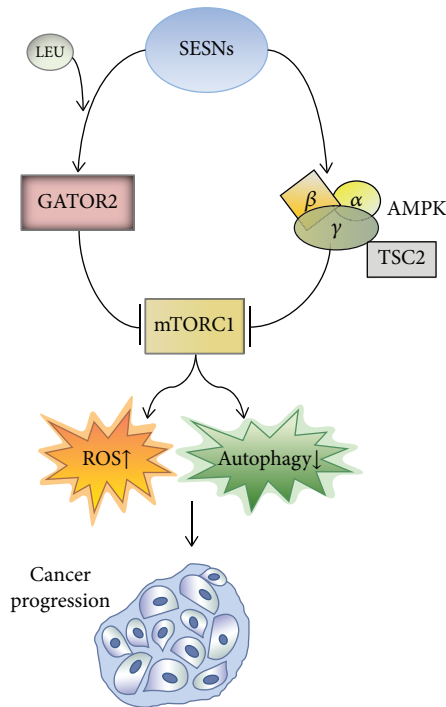 SESNs
LEU
GATOR2
β
α
AMPK
γ
TSC2
mTORC1
ROS↑
Autophagy↓
Cancer
progression